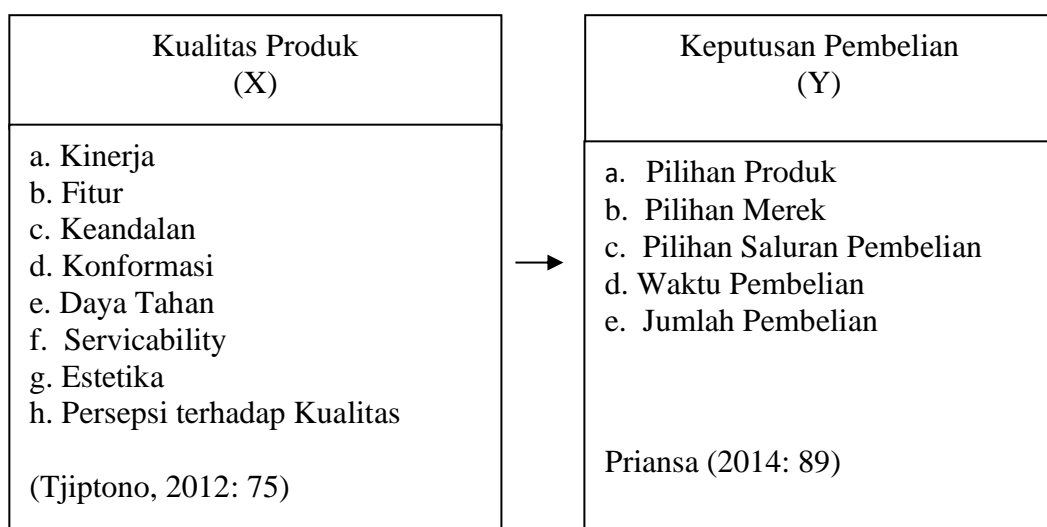 Kualitas Produk
(X)
a. Kinerja
b. Fitur
c. Keandalan
d. Konformasi
e. Daya Tahan
f. Servicability
g. Estetika
h. Persepsi terhadap Kualitas
(Tjiptono, 2012: 75)
Keputusan Pembelian
(Y)
a. Pilihan Produk
b. Pilihan Merek
c. Pilihan Saluran Pembelian
d. Waktu Pembelian
e. Jumlah Pembelian
Priansa (2014: 89)